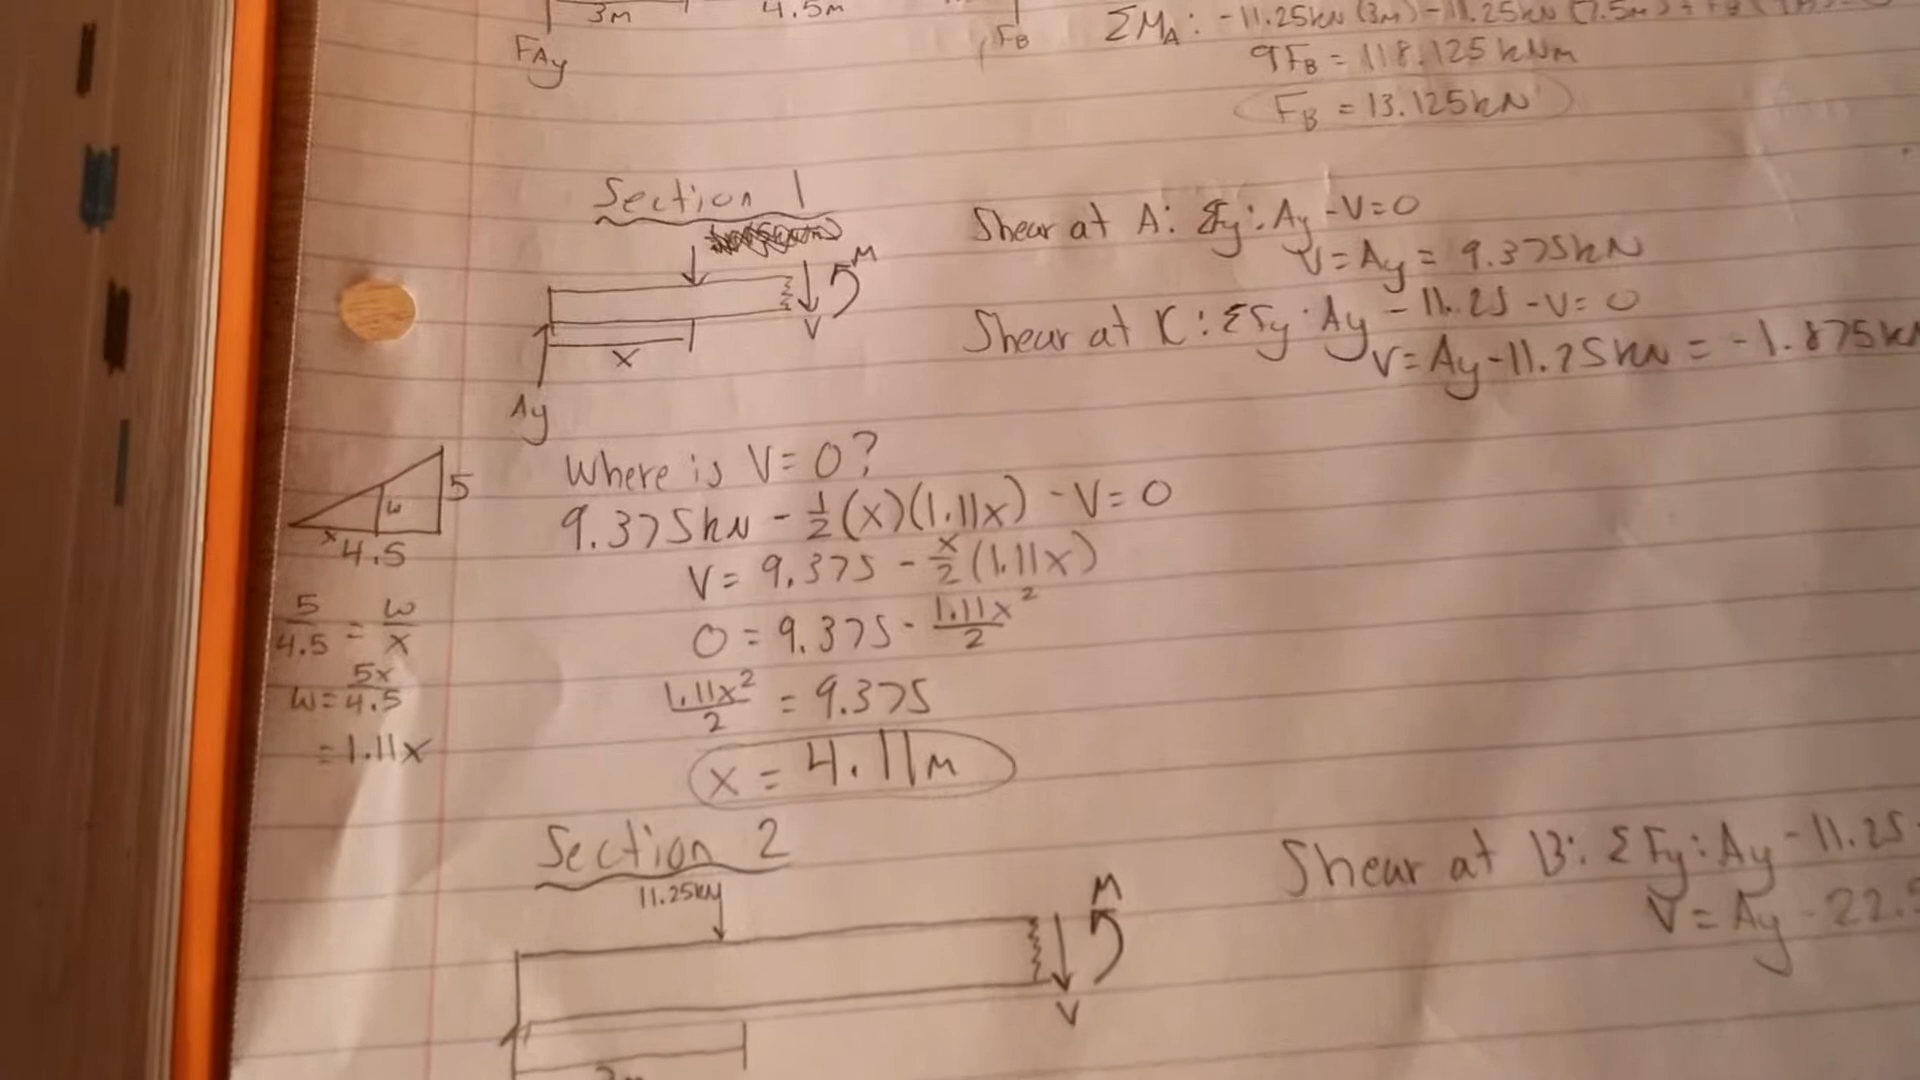 3m 4.5m
FAy FB
ΣMA: -11.25kN (3m) - 11.25kN (7.5m) +
9FB = 118.125 kNm
FB = 13.125kN
Section 1
M
V
x
Ay
Shear at A: ΣFy: Ay - V = 0
V = Ay = 9.375kN
Shear at K: ΣFy: Ay - 11.25 - V = 0
V = Ay - 11.25kN = -1.875k
5
w
x
4.5
5/4.5 = w/x
w = 5x/4.5
= 1.11x
Where is V = 0?
9.375kN - 1/2(x)(1.11x) - V = 0
V = 9.375 - x/2(1.11x)
0 = 9.375 - 1.11x²/2
1.11x²/2 = 9.375
x = 4.11m
Section 2
11.25kN
M
V
Shear at B: ΣFy: Ay - 11.25
V = Ay - 22.5